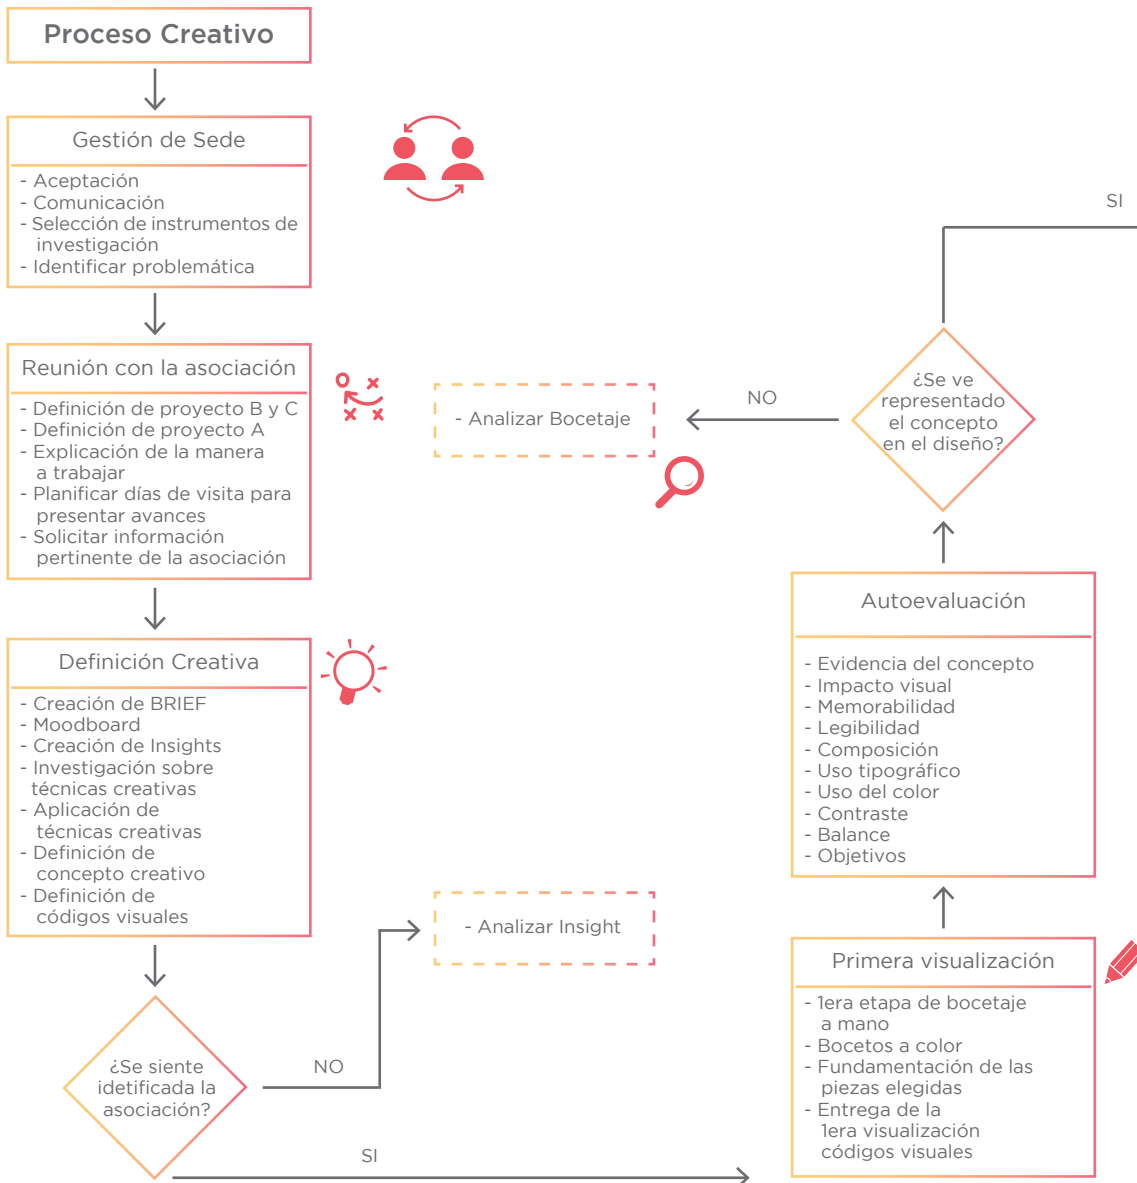 Proceso Creativo
Gestión de Sede
- Aceptación
- Comunicación
- Selección de instrumentos de
investigación
- Identificar problemática
Reunión con la asociación
- Definición de proyecto B y C
- Definición de proyecto A
- Explicación de la manera
a trabajar
- Planificar días de visita para
presentar avances
- Solicitar información
pertinente de la asociación
Definición Creativa
- Creación de BRIEF
- Moodboard
- Creación de Insights
- Investigación sobre
técnicas creativas
- Aplicación de
técnicas creativas
- Definición de
concepto creativo
- Definición de
códigos visuales
¿Se siente
idetificada la
asociación?
NO
- Analizar Insight
SI
Primera visualización
- 1era etapa de bocetaje
a mano
- Bocetos a color
- Fundamentación de las
piezas elegidas
- Entrega de la
1era visualización
códigos visuales
Autoevaluación
- Evidencia del concepto
- Impacto visual
- Memorabilidad
- Legibilidad
- Composición
- Uso tipográfico
- Uso del color
- Contraste
- Balance
- Objetivos
¿Se ve
representado
el concepto
en el diseño?
NO
- Analizar Bocetaje
SI